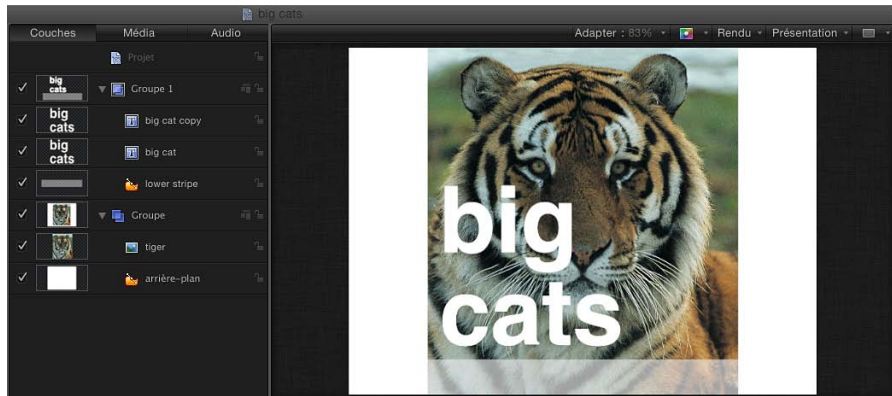 big cats
Couches Média Audio
Adapter : 83% Rendu Présentation
Projet
big
cats
Groupe 1
big
cats
big cat copy
big
cats
big cat
lower stripe
Groupe
tiger
arrière-plan
big
cats